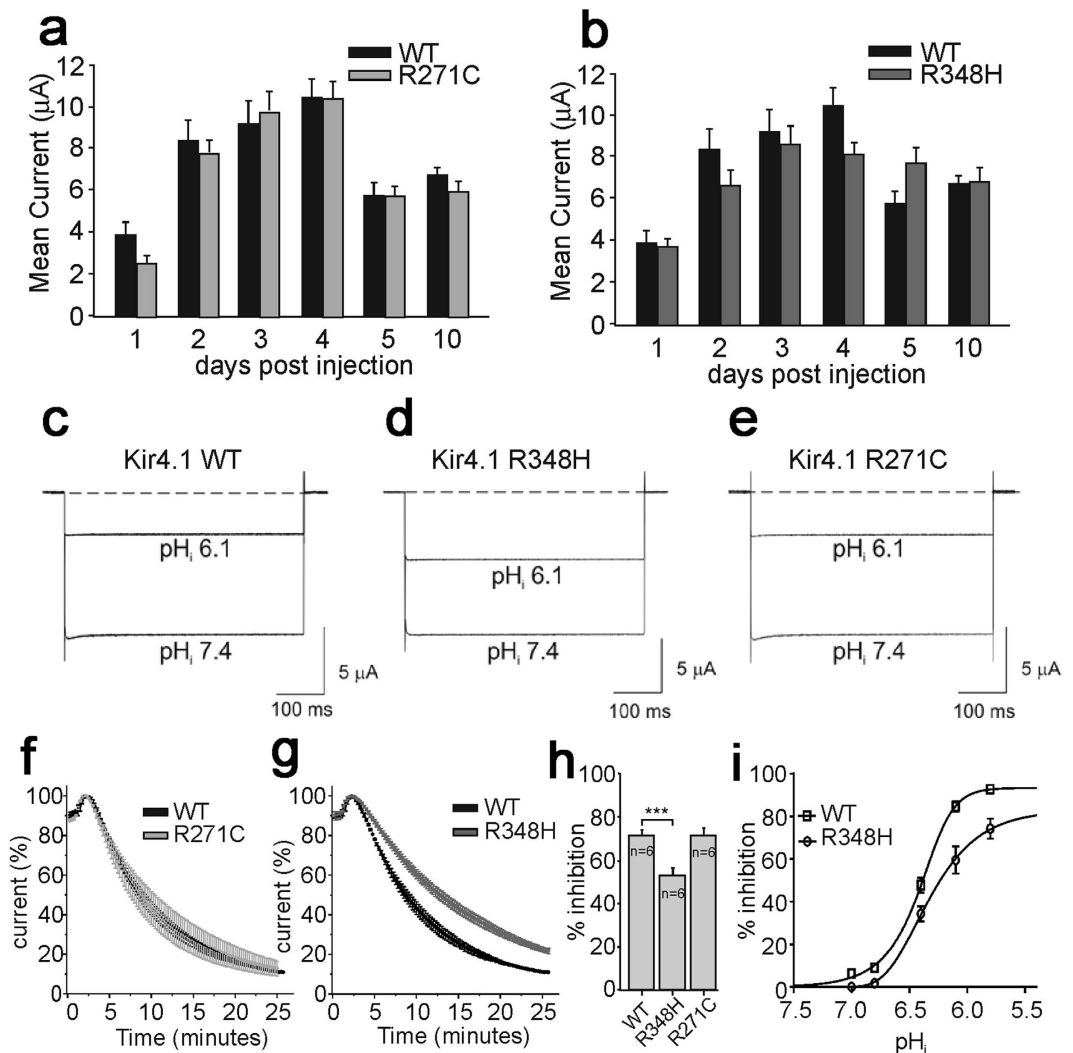 a
WT
R271C
Mean Current (µA)
12
10
8
6
4
2
0
1 2 3 4 5 10
days post injection
b
WT
R348H
Mean Current (µA)
12
10
8
6
4
2
0
1 2 3 4 5 10
days post injection
c
Kir4.1 WT
pHi 6.1
pHi 7.4
5 µA
100 ms
d
Kir4.1 R348H
pHi 6.1
pHi 7.4
5 µA
100 ms
e
Kir4.1 R271C
pHi 6.1
pHi 7.4
5 µA
100 ms
f
WT
R271C
current (%)
100
80
60
40
20
0
0 5 10 15 20 25
Time (minutes)
g
WT
R348H
current (%)
100
80
60
40
20
0
0 5 10 15 20 25
Time (minutes)
h
% inhibition
100
80
60
40
20
0
***
n=6
n=6
n=6
WT
R348H
R271C
i
WT
R348H
% inhibition
100
80
60
40
20
0
7.5 7.0 6.5 6.0 5.5
pHi